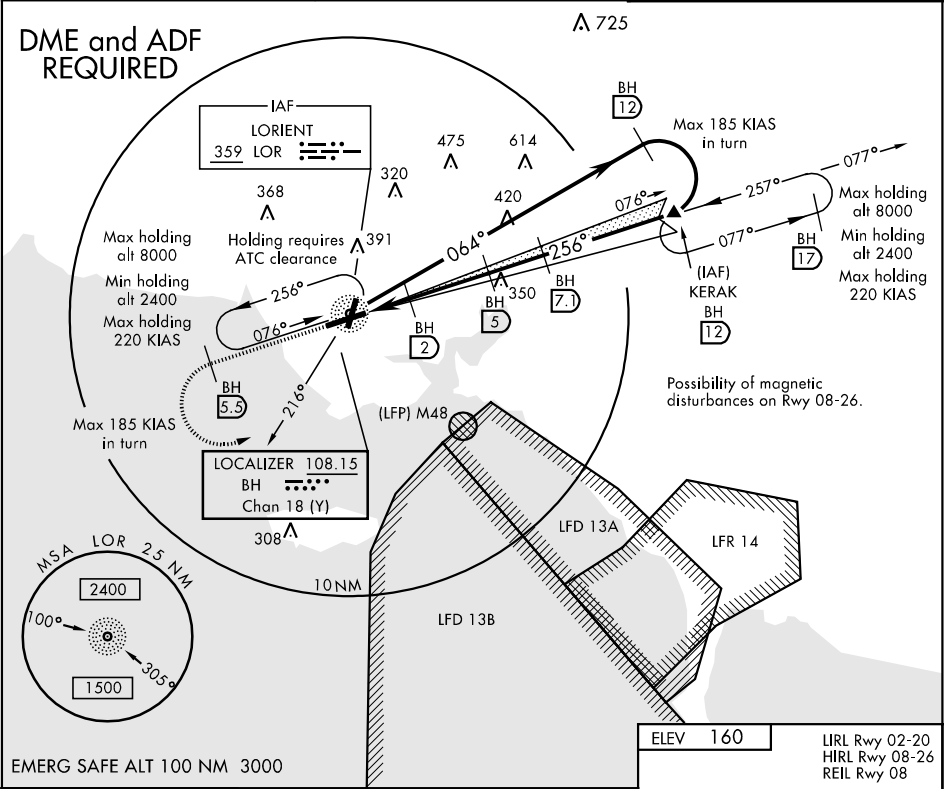 DME and ADF
REQUIRED
725
IAF
LORIENT
359 LOR
BH
12
Max 185 KIAS
in turn
475
614
320
368
420
391
Max holding
alt 8000
Min holding
alt 2400
Max holding
220 KIAS
Holding requires
ATC clearance
256°
076°
064°
256°
076°
257°
077°
077°
Max holding
alt 8000
Min holding
alt 2400
Max holding
220 KIAS
BH
17
(IAF)
KERAK
BH
12
350
BH
7.1
BH
5
BH
2
BH
5.5
216°
Max 185 KIAS
in turn
Possibility of magnetic
disturbances on Rwy 08-26.
(LFP) M48
LOCALIZER 108.15
BH
Chan 18 (Y)
308
LFD 13A
LFR 14
LFD 13B
10NM
MSA LOR 25 NM
2400
100°
305°
1500
EMERG SAFE ALT 100 NM 3000
ELEV 160
LIRL Rwy 02-20
HIRL Rwy 08-26
REIL Rwy 08